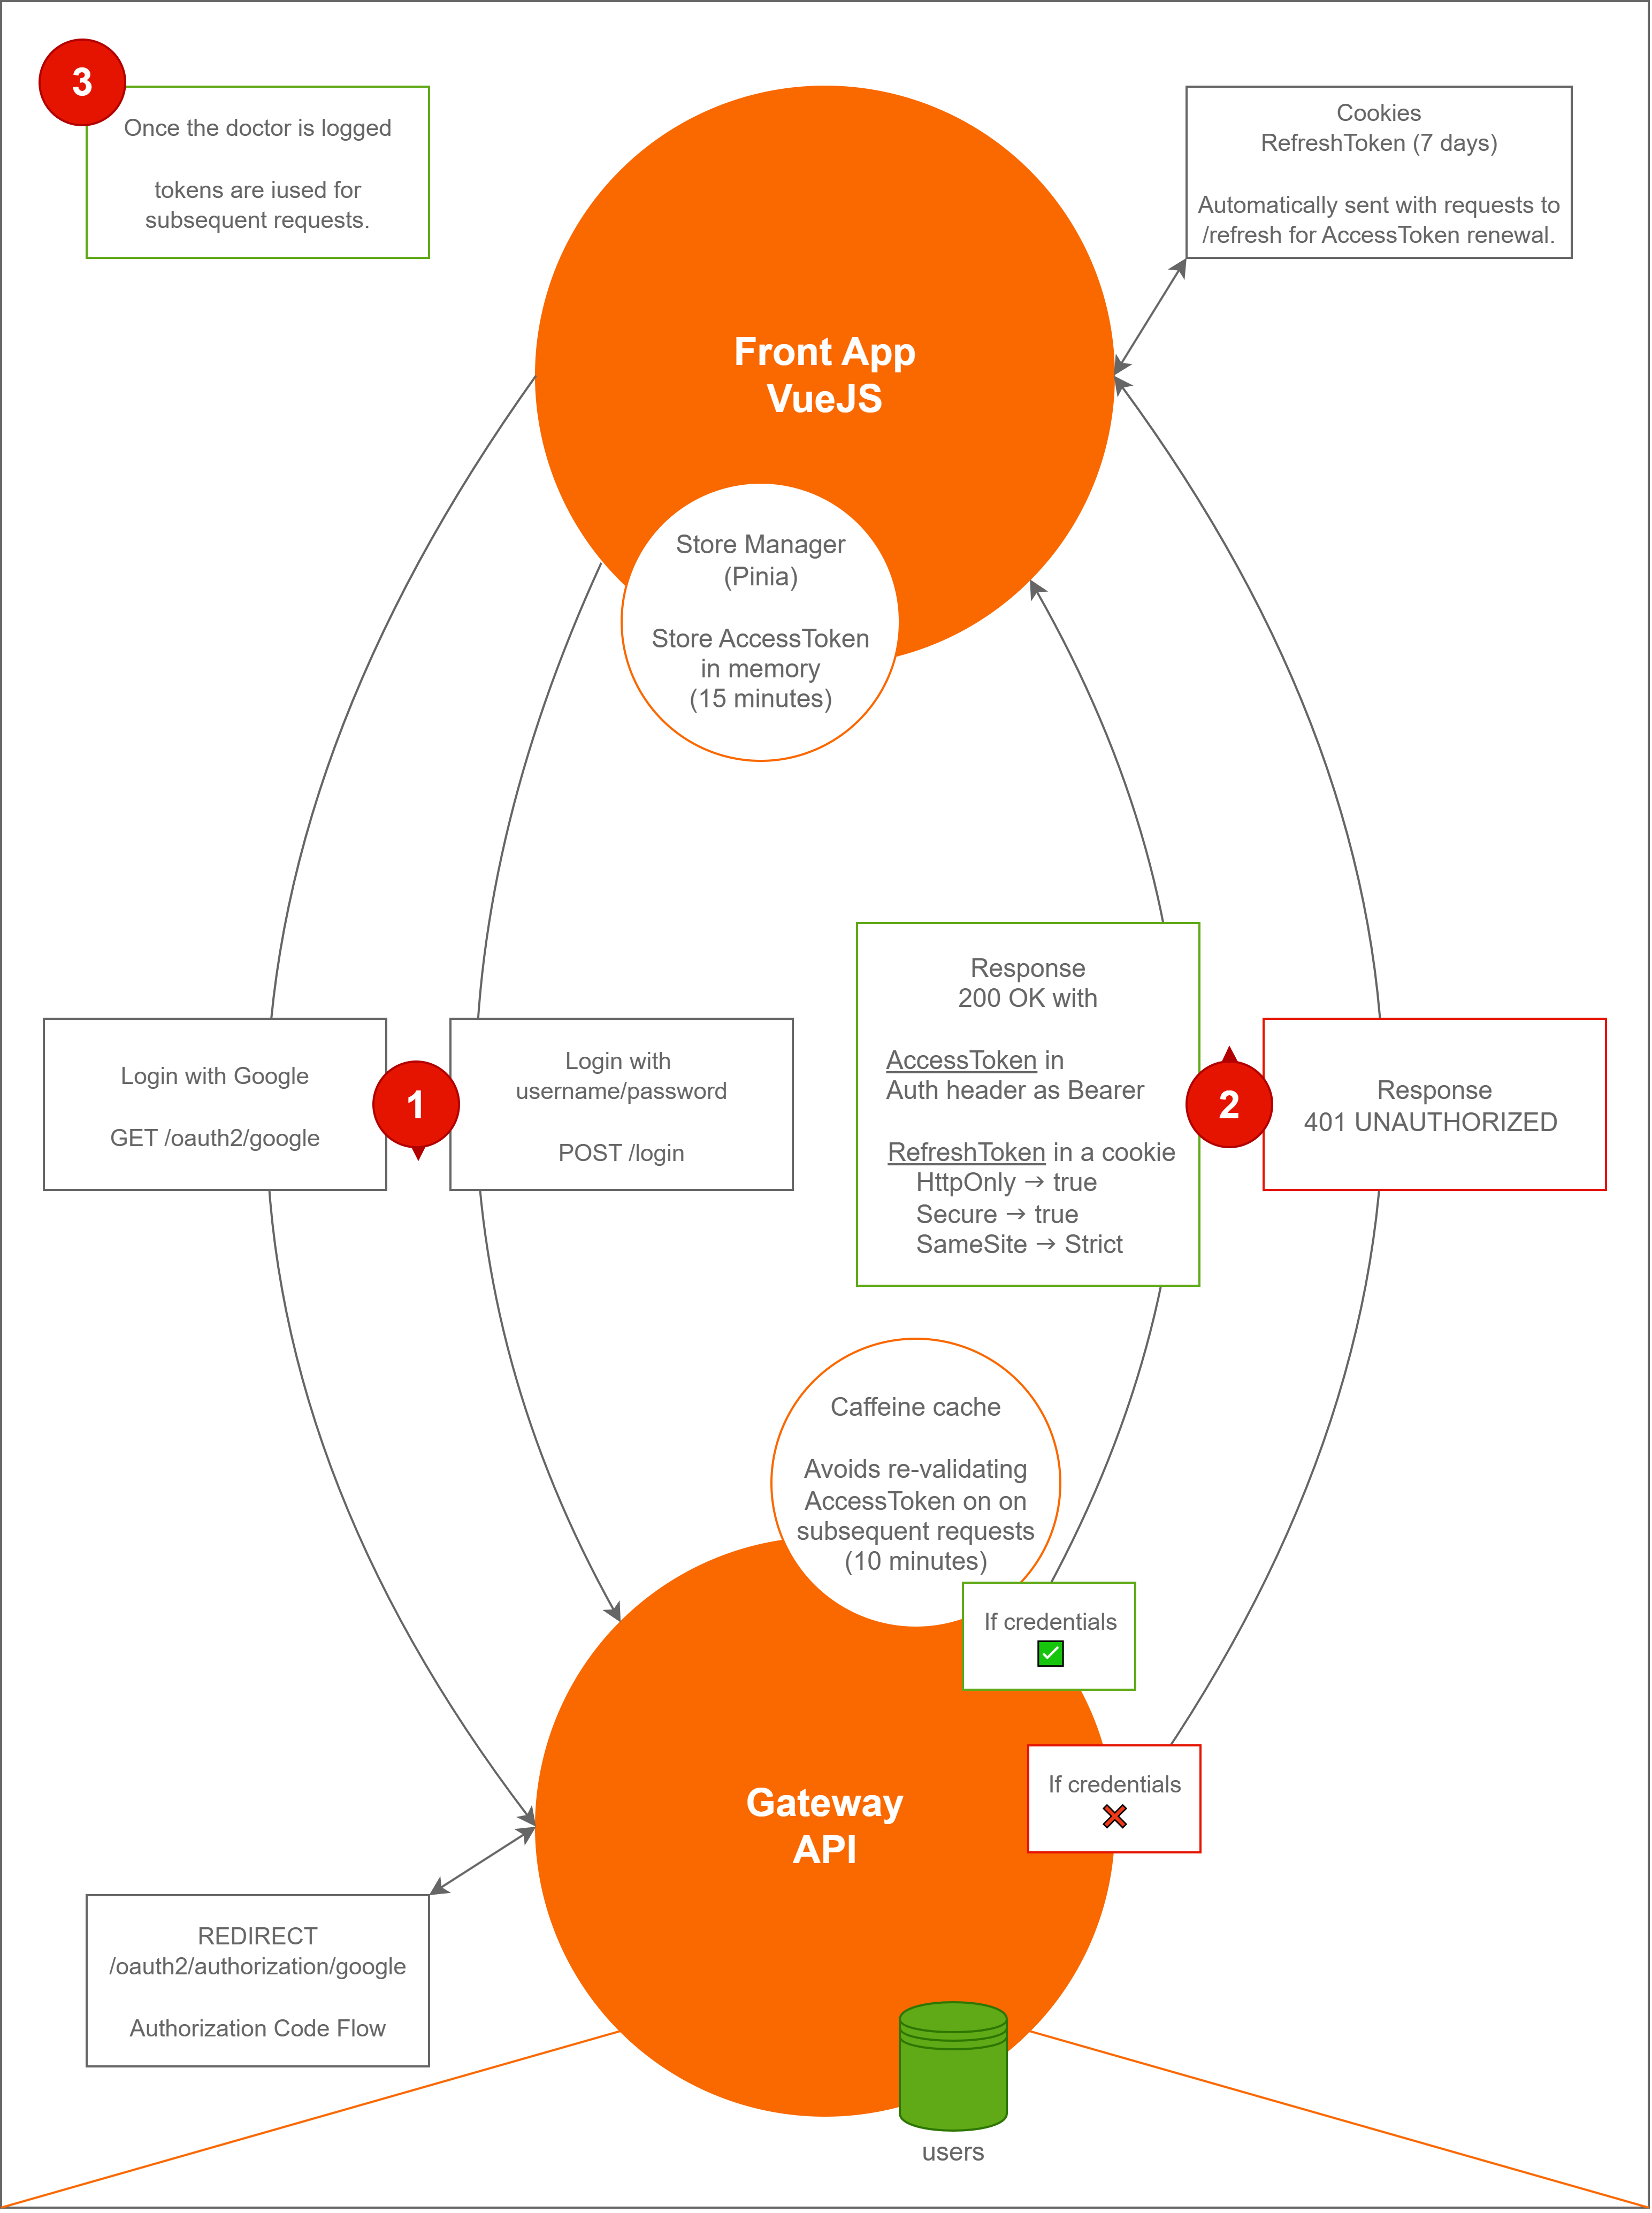 3
Once the doctor is logged
tokens are iused for
subsequent requests.
Cookies
RefreshToken (7 days)
Automatically sent with requests to
/refresh for AccessToken renewal.
Front App
VueJS
Store Manager
(Pinia)
Store AccessToken
in memory
(15 minutes)
Login with Google
GET /oauth2/google
1
Login with
username/password
POST /login
Response
200 OK with
AccessToken in
Auth header as Bearer
RefreshToken in a cookie
HttpOnly → true
Secure → true
SameSite → Strict
2
Response
401 UNAUTHORIZED
Caffeine cache
Avoids re-validating
AccessToken on on
subsequent requests
(10 minutes)
If credentials
✅
If credentials
❌
Gateway
API
REDIRECT
/oauth2/authorization/google
Authorization Code Flow
users